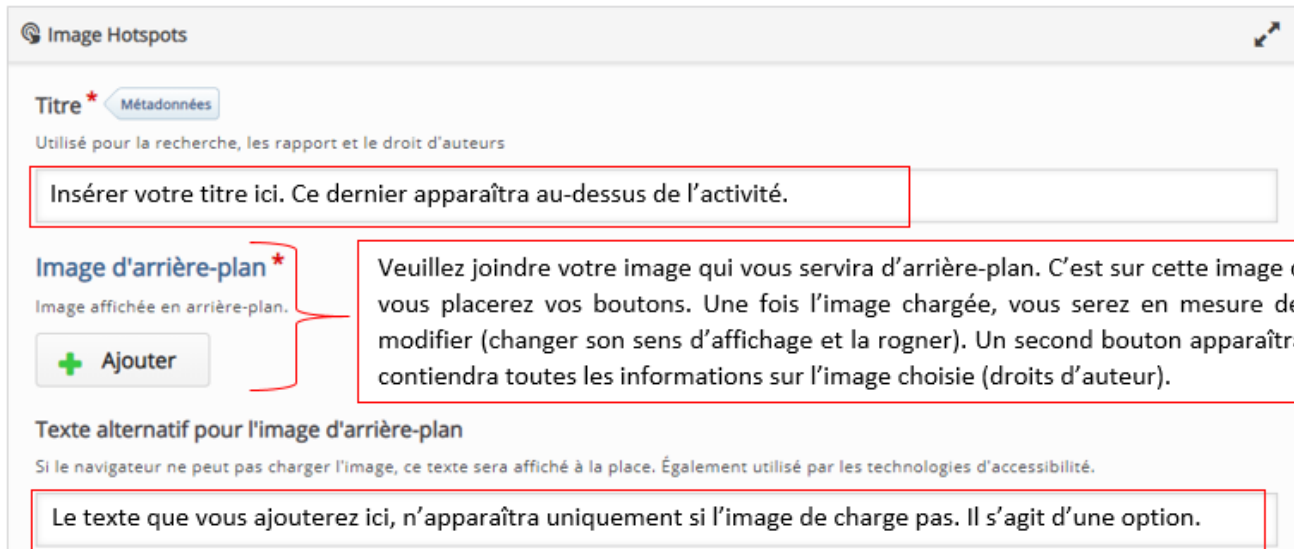 Image Hotspots
Titre * Métadonnées
Utilisé pour la recherche, les rapport et le droit d'auteurs
Insérer votre titre ici. Ce dernier apparaîtra au-dessus de l'activité.
Image d'arrière-plan *
Image affichée en arrière-plan.
Ajouter
Veuillez joindre votre image qui vous servira d'arrière-plan. C'est sur cette image
vous placerez vos boutons. Une fois l'image chargée, vous serez en mesure de
modifier (changer son sens d'affichage et la rogner). Un second bouton apparaîtra
contiendra toutes les informations sur l'image choisie (droits d'auteur).
Texte alternatif pour l'image d'arrière-plan
Si le navigateur ne peut pas charger l'image, ce texte sera affiché à la place. Également utilisé par les technologies d'accessibilité.
Le texte que vous ajouterez ici, n'apparaîtra uniquement si l'image de charge pas. Il s'agit d'une option.